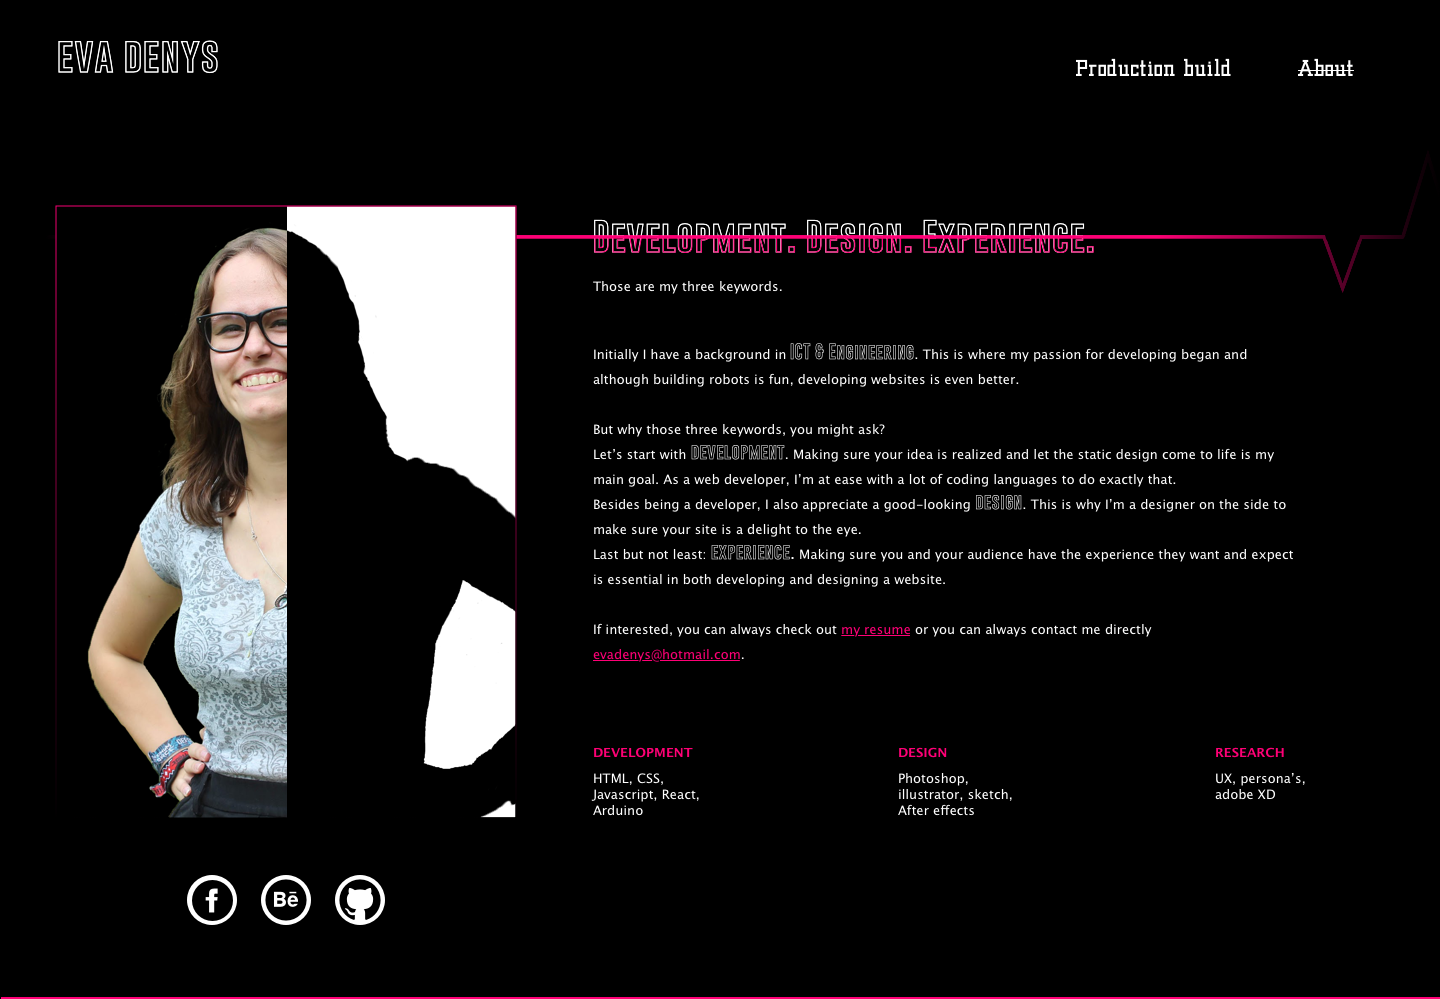 EVA DENYS
Production build
About
DEVELOPMENT. DESIGN. EXPERIENCE.
Those are my three keywords.
Initially I have a background in ICT & ENGINEERING. This is where my passion for developing began and
although building robots is fun, developing websites is even better.
But why those three keywords, you might ask?
Let’s start with DEVELOPMENT. Making sure your idea is realized and let the static design come to life is my
main goal. As a web developer, I’m at ease with a lot of coding languages to do exactly that.
Besides being a developer, I also appreciate a good-looking DESIGN. This is why I’m a designer on the side to
make sure your site is a delight to the eye.
Last but not least: EXPERIENCE. Making sure you and your audience have the experience they want and expect
is essential in both developing and designing a website.
If interested, you can always check out my resume or you can always contact me directly
evadenys@hotmail.com.
DEVELOPMENT
HTML, CSS,
Javascript, React,
Arduino
DESIGN
Photoshop,
illustrator, sketch,
After effects
RESEARCH
UX, persona’s,
adobe XD
f
Bē